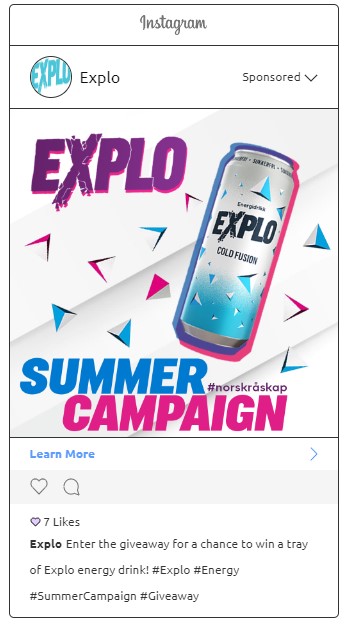 Instagram
EXPLO
Explo
Sponsored
EXPLO
SUKKERFRI
Energidrikk
EXPLO
COLD FUSION
SUMMER
#norskråskap
CAMPAIGN
Learn More
7 Likes
Explo Enter the giveaway for a chance to win a tray
of Explo energy drink! #Explo #Energy
#SummerCampaign #Giveaway